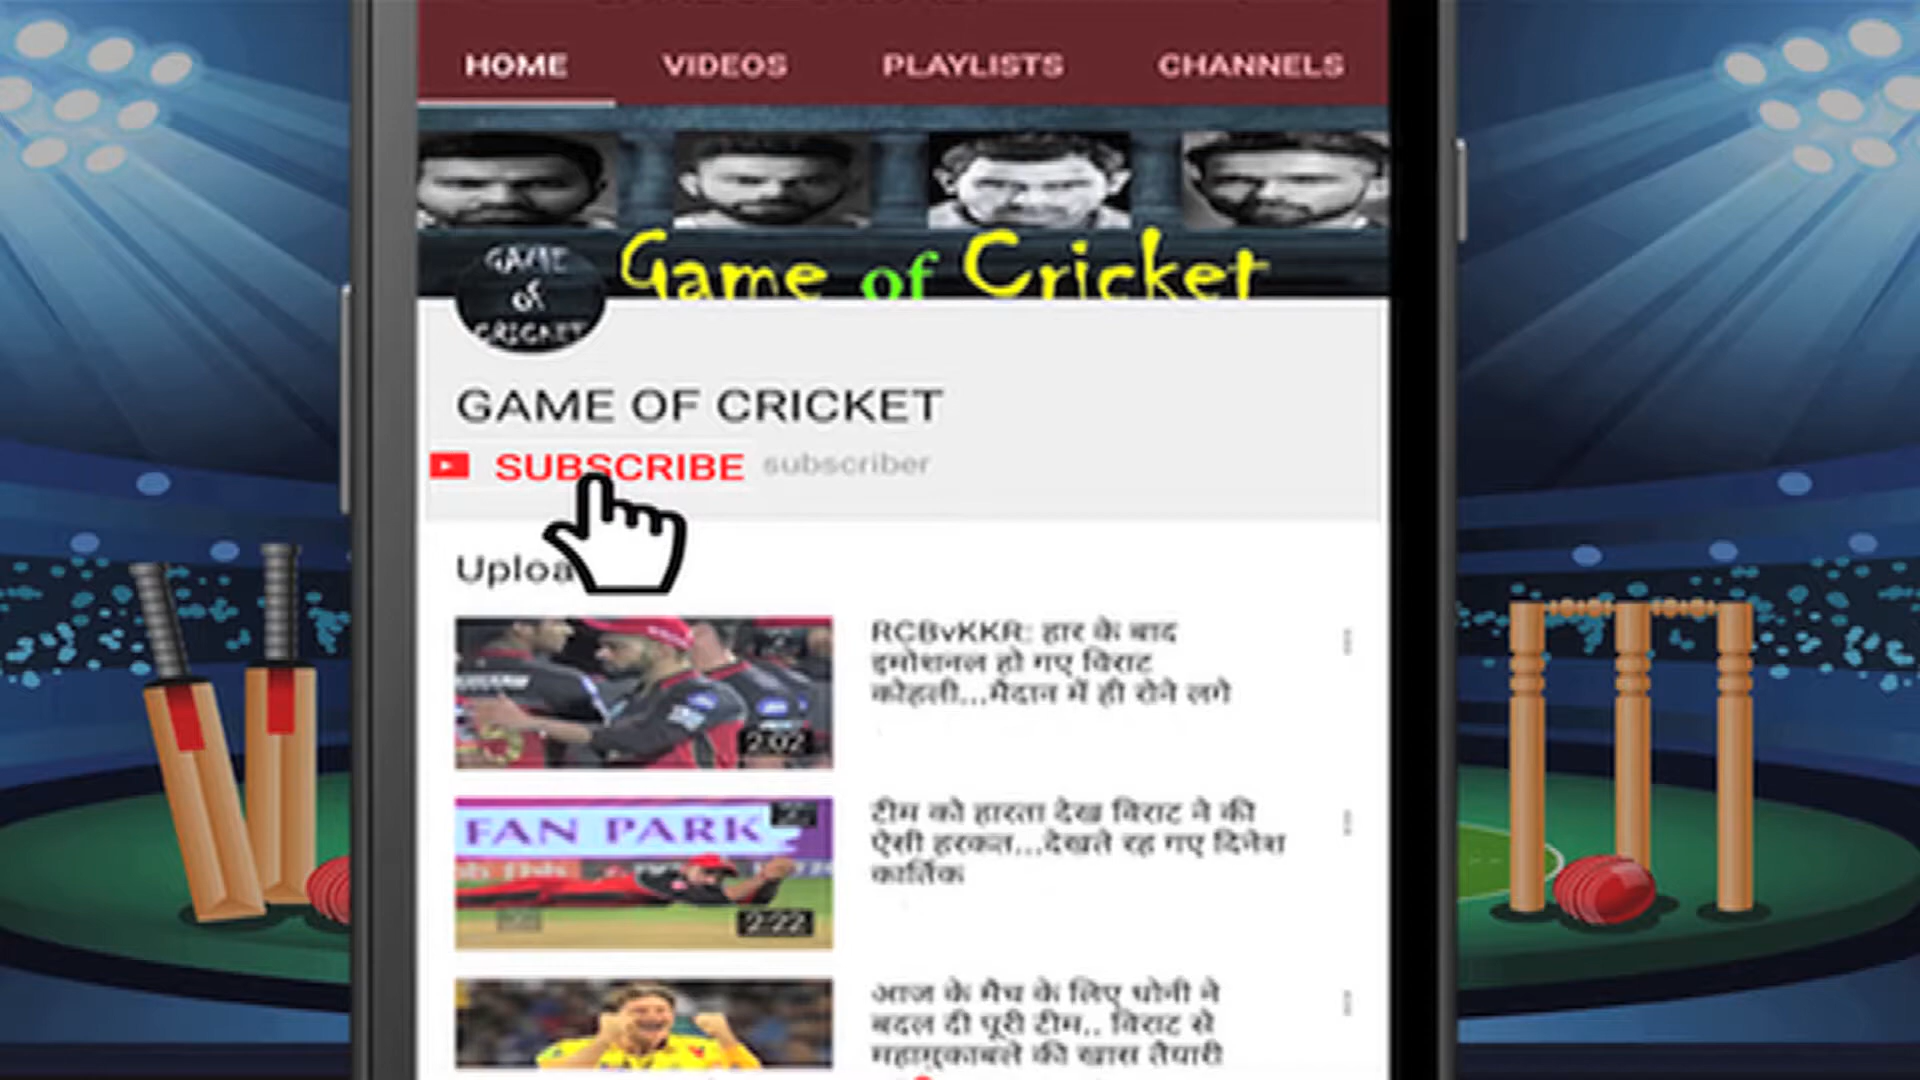 HOME VIDEOS PLAYLISTS CHANNELS
Game of Cricket
GAME
of
CRICKET
GAME OF CRICKET
SUBSCRIBE subscriber
Uploa
RCBvKKR: हार के बाद
इमोशनल हो गए विराट
कोहली...मैदान में ही रोने लगे
2:02
FAN PARK
टीम को हारता देख विराट ने की
ऐसी हरकत...देखते रह गए दिनेश
कार्तिक
2:22
आज के मैच के लिए धोनी ने
बदल दी पूरी टीम.. विराट से
महामुकाबले की खास तैयारी